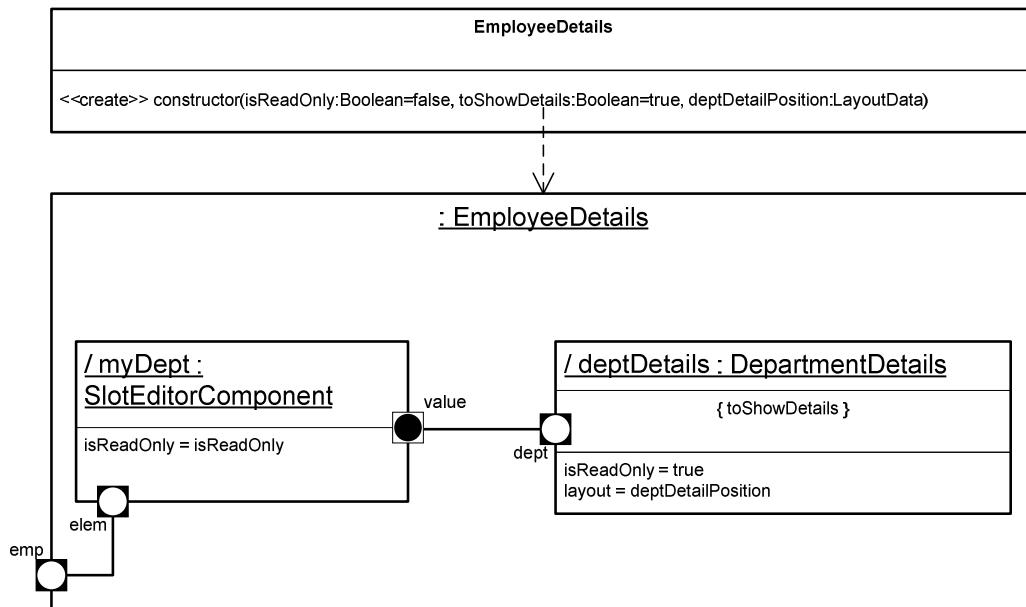 EmployeeDetails
<<create>> constructor(isReadOnly:Boolean=false, toShowDetails:Boolean=true, deptDetailPosition:LayoutData)
: EmployeeDetails
/ myDept :
SlotEditorComponent
isReadOnly = isReadOnly
value
/ deptDetails : DepartmentDetails
{ toShowDetails }
dept
isReadOnly = true
layout = deptDetailPosition
elem
emp